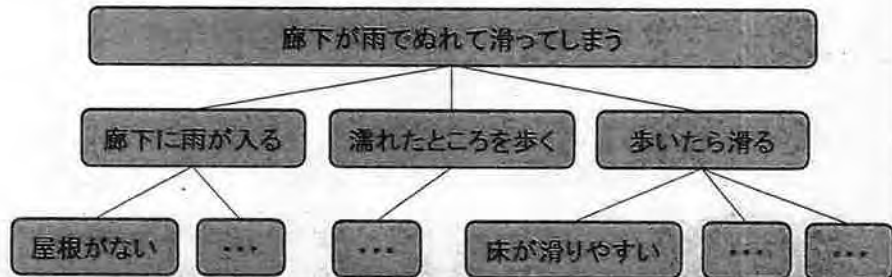 廊下が雨でぬれて滑ってしまう
廊下に雨が入る 濡れたところを歩く 歩いたら滑る
屋根がない ・・・ ・・・ 床が滑りやすい ・・・ ・・・